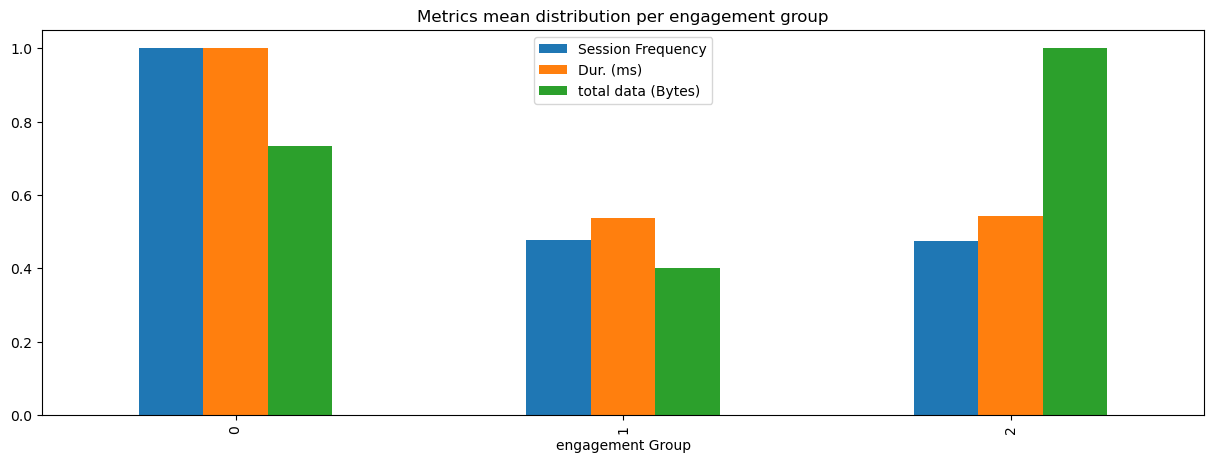 Metrics mean distribution per engagement group
Session Frequency
Dur. (ms)
total data (Bytes)
1.0
0.8
0.6
0.4
0.2
0.0
0
1
2
engagement Group